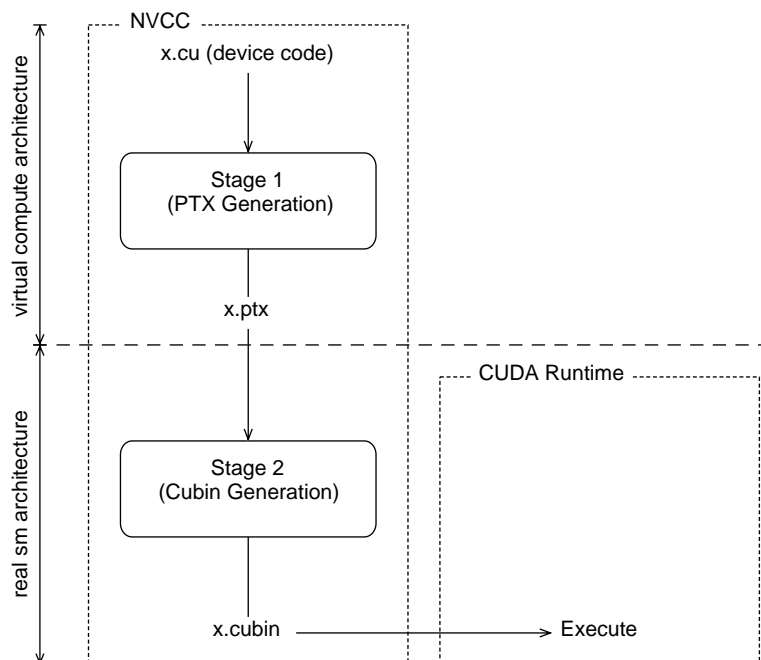 NVCC
x.cu (device code)
virtual compute architecture
Stage 1
(PTX Generation)
x.ptx
CUDA Runtime
real sm architecture
Stage 2
(Cubin Generation)
x.cubin
Execute